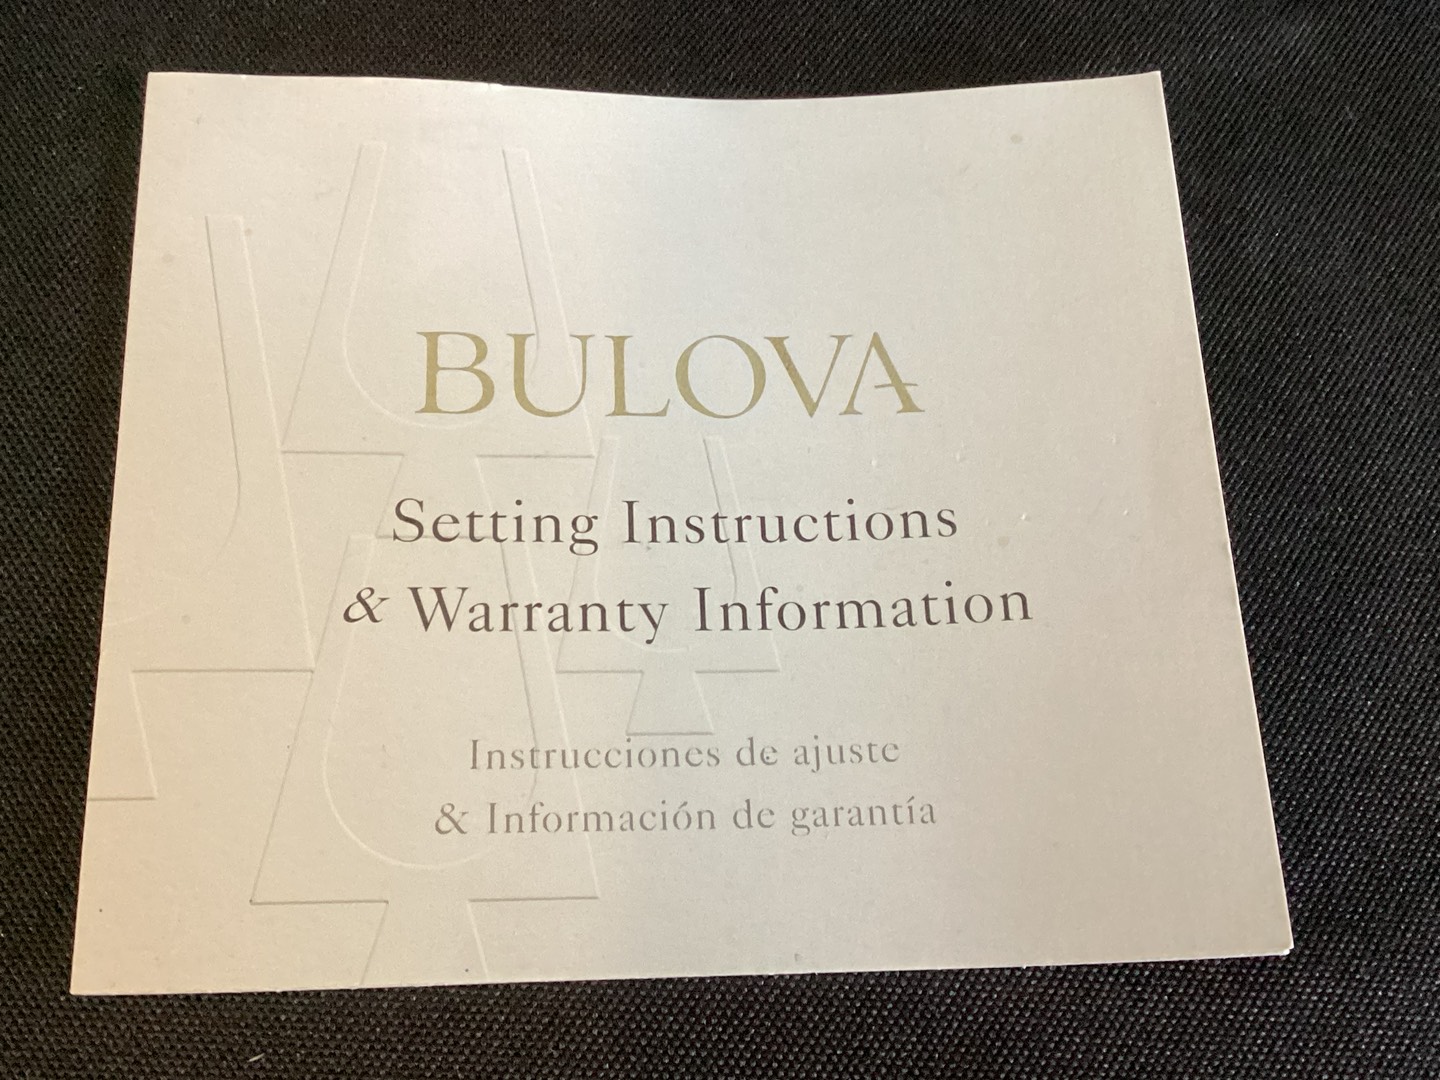 BULOVA
Setting Instructions
& Warranty Information
Instrucciones de ajuste
& Información de garantía